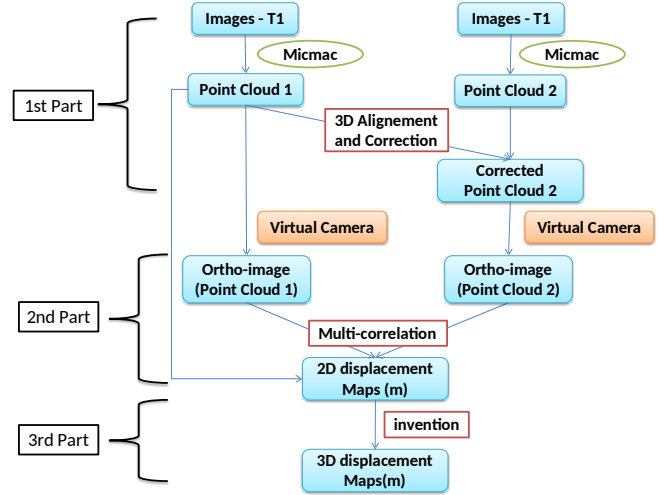 Images - T1
Images - T1
Micmac
Micmac
1st Part
Point Cloud 1
Point Cloud 2
3D Alignement
and Correction
Corrected
Point Cloud 2
Virtual Camera
Virtual Camera
2nd Part
Ortho-image
(Point Cloud 1)
Ortho-image
(Point Cloud 2)
Multi-correlation
2D displacement
Maps (m)
3rd Part
invention
3D displacement
Maps(m)